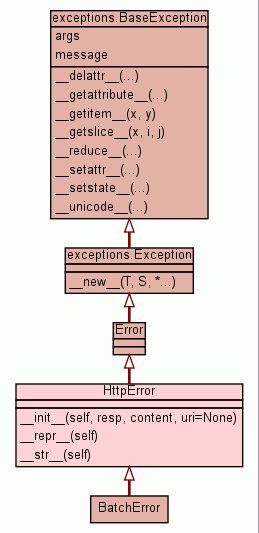 exceptions.BaseException
args
message
__delattr__(...)
__getattribute__(...)
__getitem__(x, y)
__getslice__(x, i, j)
__reduce__(...)
__setattr__(...)
__setstate__(...)
__unicode__(...)
exceptions.Exception
__new__(T, S, *...)
Error
HttpError
__init__(self, resp, content, uri=None)
__repr__(self)
__str__(self)
BatchError